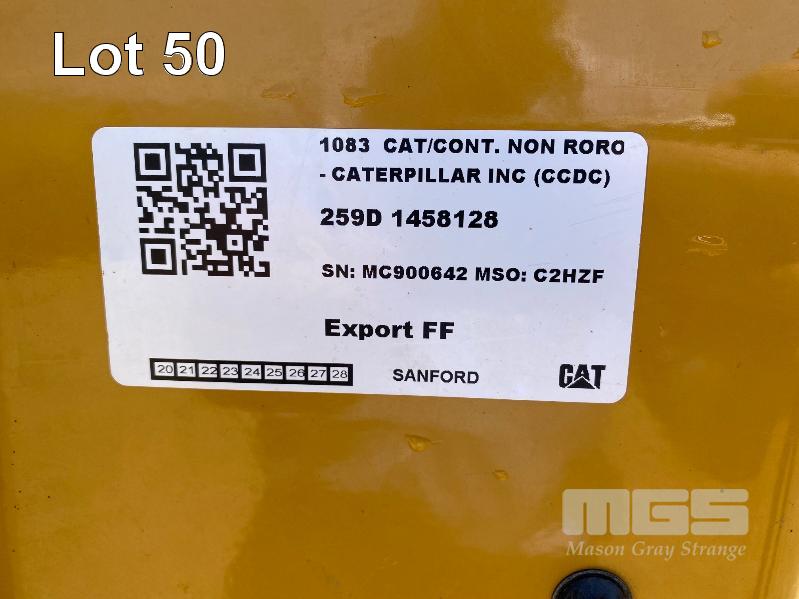 Lot 50
1083 CAT/CONT. NON RORO
- CATERPILLAR INC (CCDC)
259D 1458128
SN: MC900642 MSO: C2HZF
Export FF
20 21 22 23 24 25 26 27 28
SANFORD
CAT
MGS
Mason Gray Strange